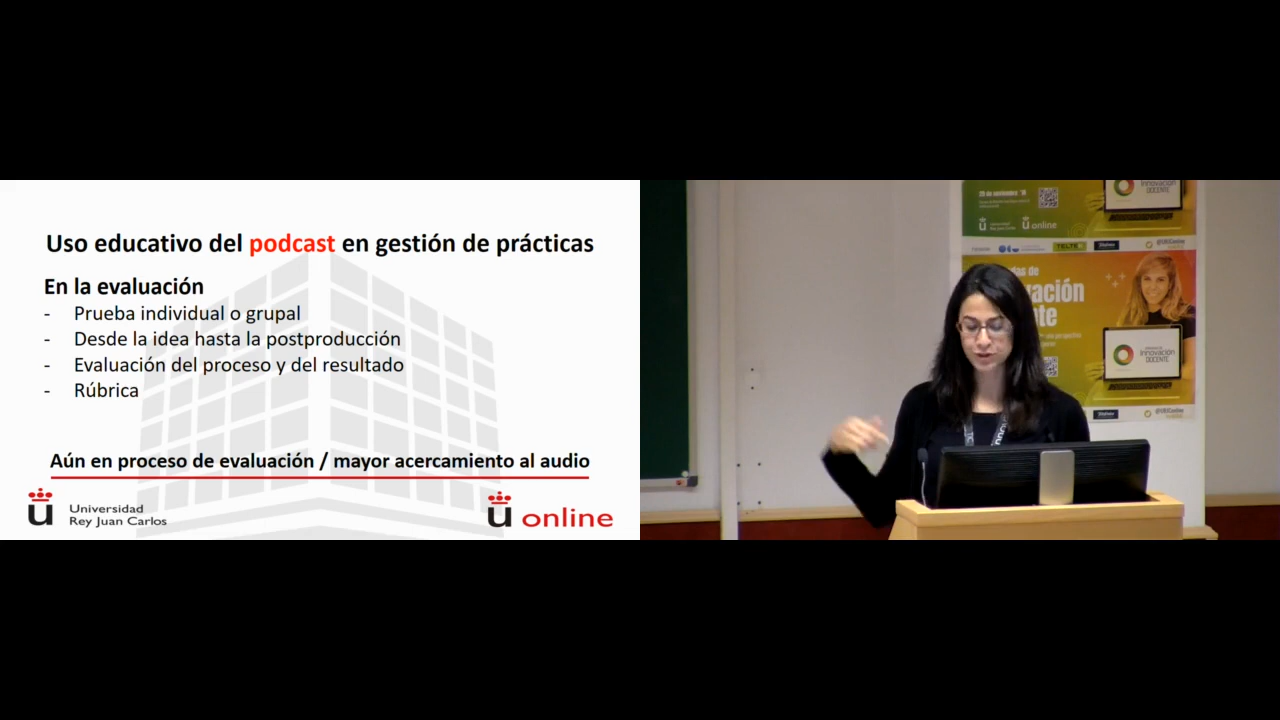 Uso educativo del podcast en gestión de prácticas
En la evaluación
- Prueba individual o grupal
- Desde la idea hasta la postproducción
- Evaluación del proceso y del resultado
- Rúbrica
Aún en proceso de evaluación / mayor acercamiento al audio
Universidad
Rey Juan Carlos
u online
Innovación
DOCENTE
u online
Innovación
DOCENTE